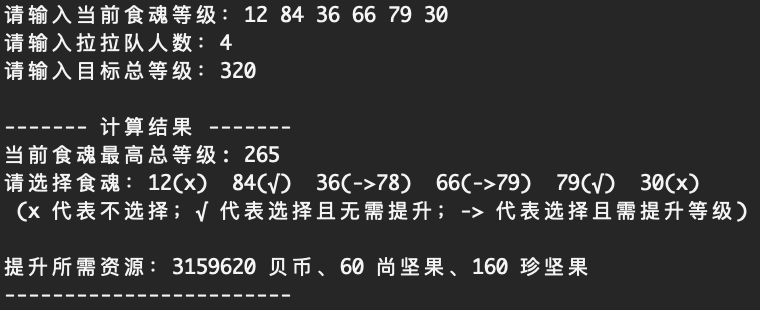 请输入当前食魂等级：12 84 36 66 79 30
请输入拉拉队人数：4
请输入目标总等级：320
------- 计算结果 -------
当前食魂最高总等级: 265
请选择食魂：12(x) 84(√) 36(->78) 66(->79) 79(√) 30(x)
（x 代表不选择；√ 代表选择且无需提升；-> 代表选择且需提升等级）
提升所需资源：3159620 贝币、60 尚坚果、160 珍坚果
-----------------------